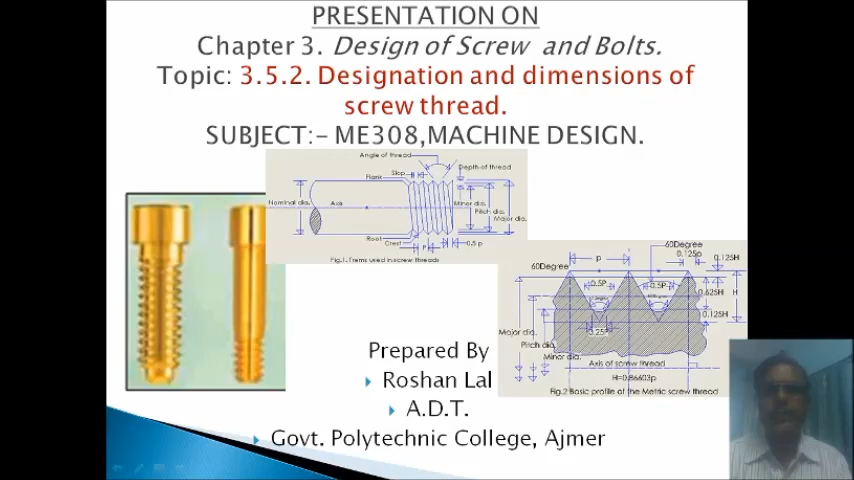 PRESENTATION ON
Chapter 3. Design of Screw and Bolts.
Topic: 3.5.2. Designation and dimensions of
screw thread.
SUBJECT:- ME308,MACHINE DESIGN.
Angle of thread
Slop
Depth of thread
Flank
Nominal dia.
Axis
Minor dia.
Pitch dia.
Major dia.
Root
Crest
P
0.5 p
Fig.1. Trems used in screw threads
60Degree
0.125p
p
0.125H
60Degree
0.5P
0.5P
0.625H
H
0.125H
0.25P
Major dia.
Pitch dia.
Minor dia.
Axis of screw thread
H=0.86603p
Fig.2 Basic profile of the Metric screw thread
Prepared By
Roshan Lal
A.D.T.
Govt. Polytechnic College, Ajmer